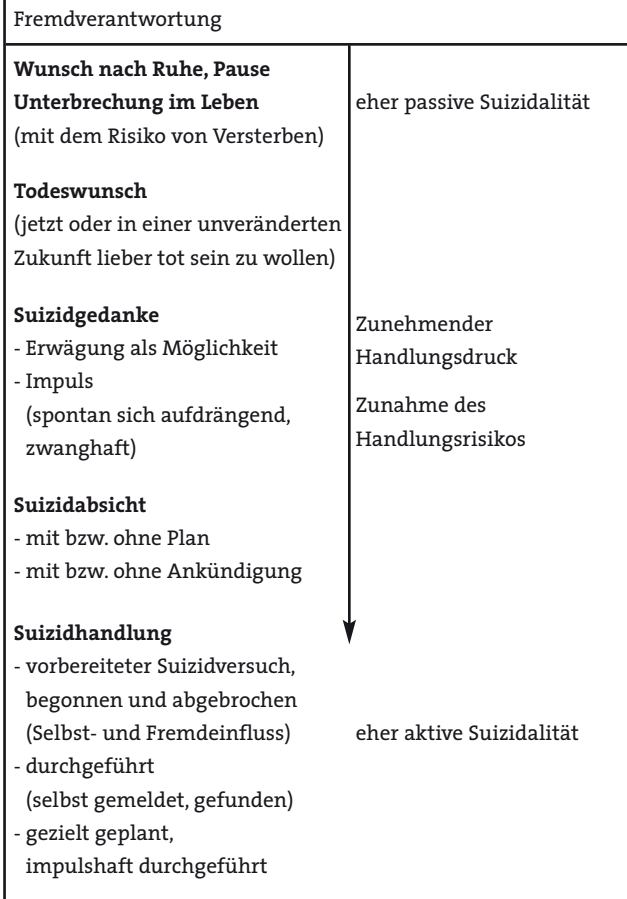 Fremdverantwortung
Wunsch nach Ruhe, Pause
Unterbrechung im Leben
(mit dem Risiko von Versterben)
eher passive Suizidalität
Todeswunsch
(jetzt oder in einer unveränderten
Zukunft lieber tot sein zu wollen)
Suizidgedanke
- Erwägung als Möglichkeit
- Impuls
(spontan sich aufdrängend,
zwanghaft)
Zunehmender
Handlungsdruck
Zunahme des
Handlungsrisikos
Suizidabsicht
- mit bzw. ohne Plan
- mit bzw. ohne Ankündigung
Suizidhandlung
- vorbereiteter Suizidversuch,
begonnen und abgebrochen
(Selbst- und Fremdeinfluss)
- durchgeführt
(selbst gemeldet, gefunden)
- gezielt geplant,
impulshaft durchgeführt
eher aktive Suizidalität